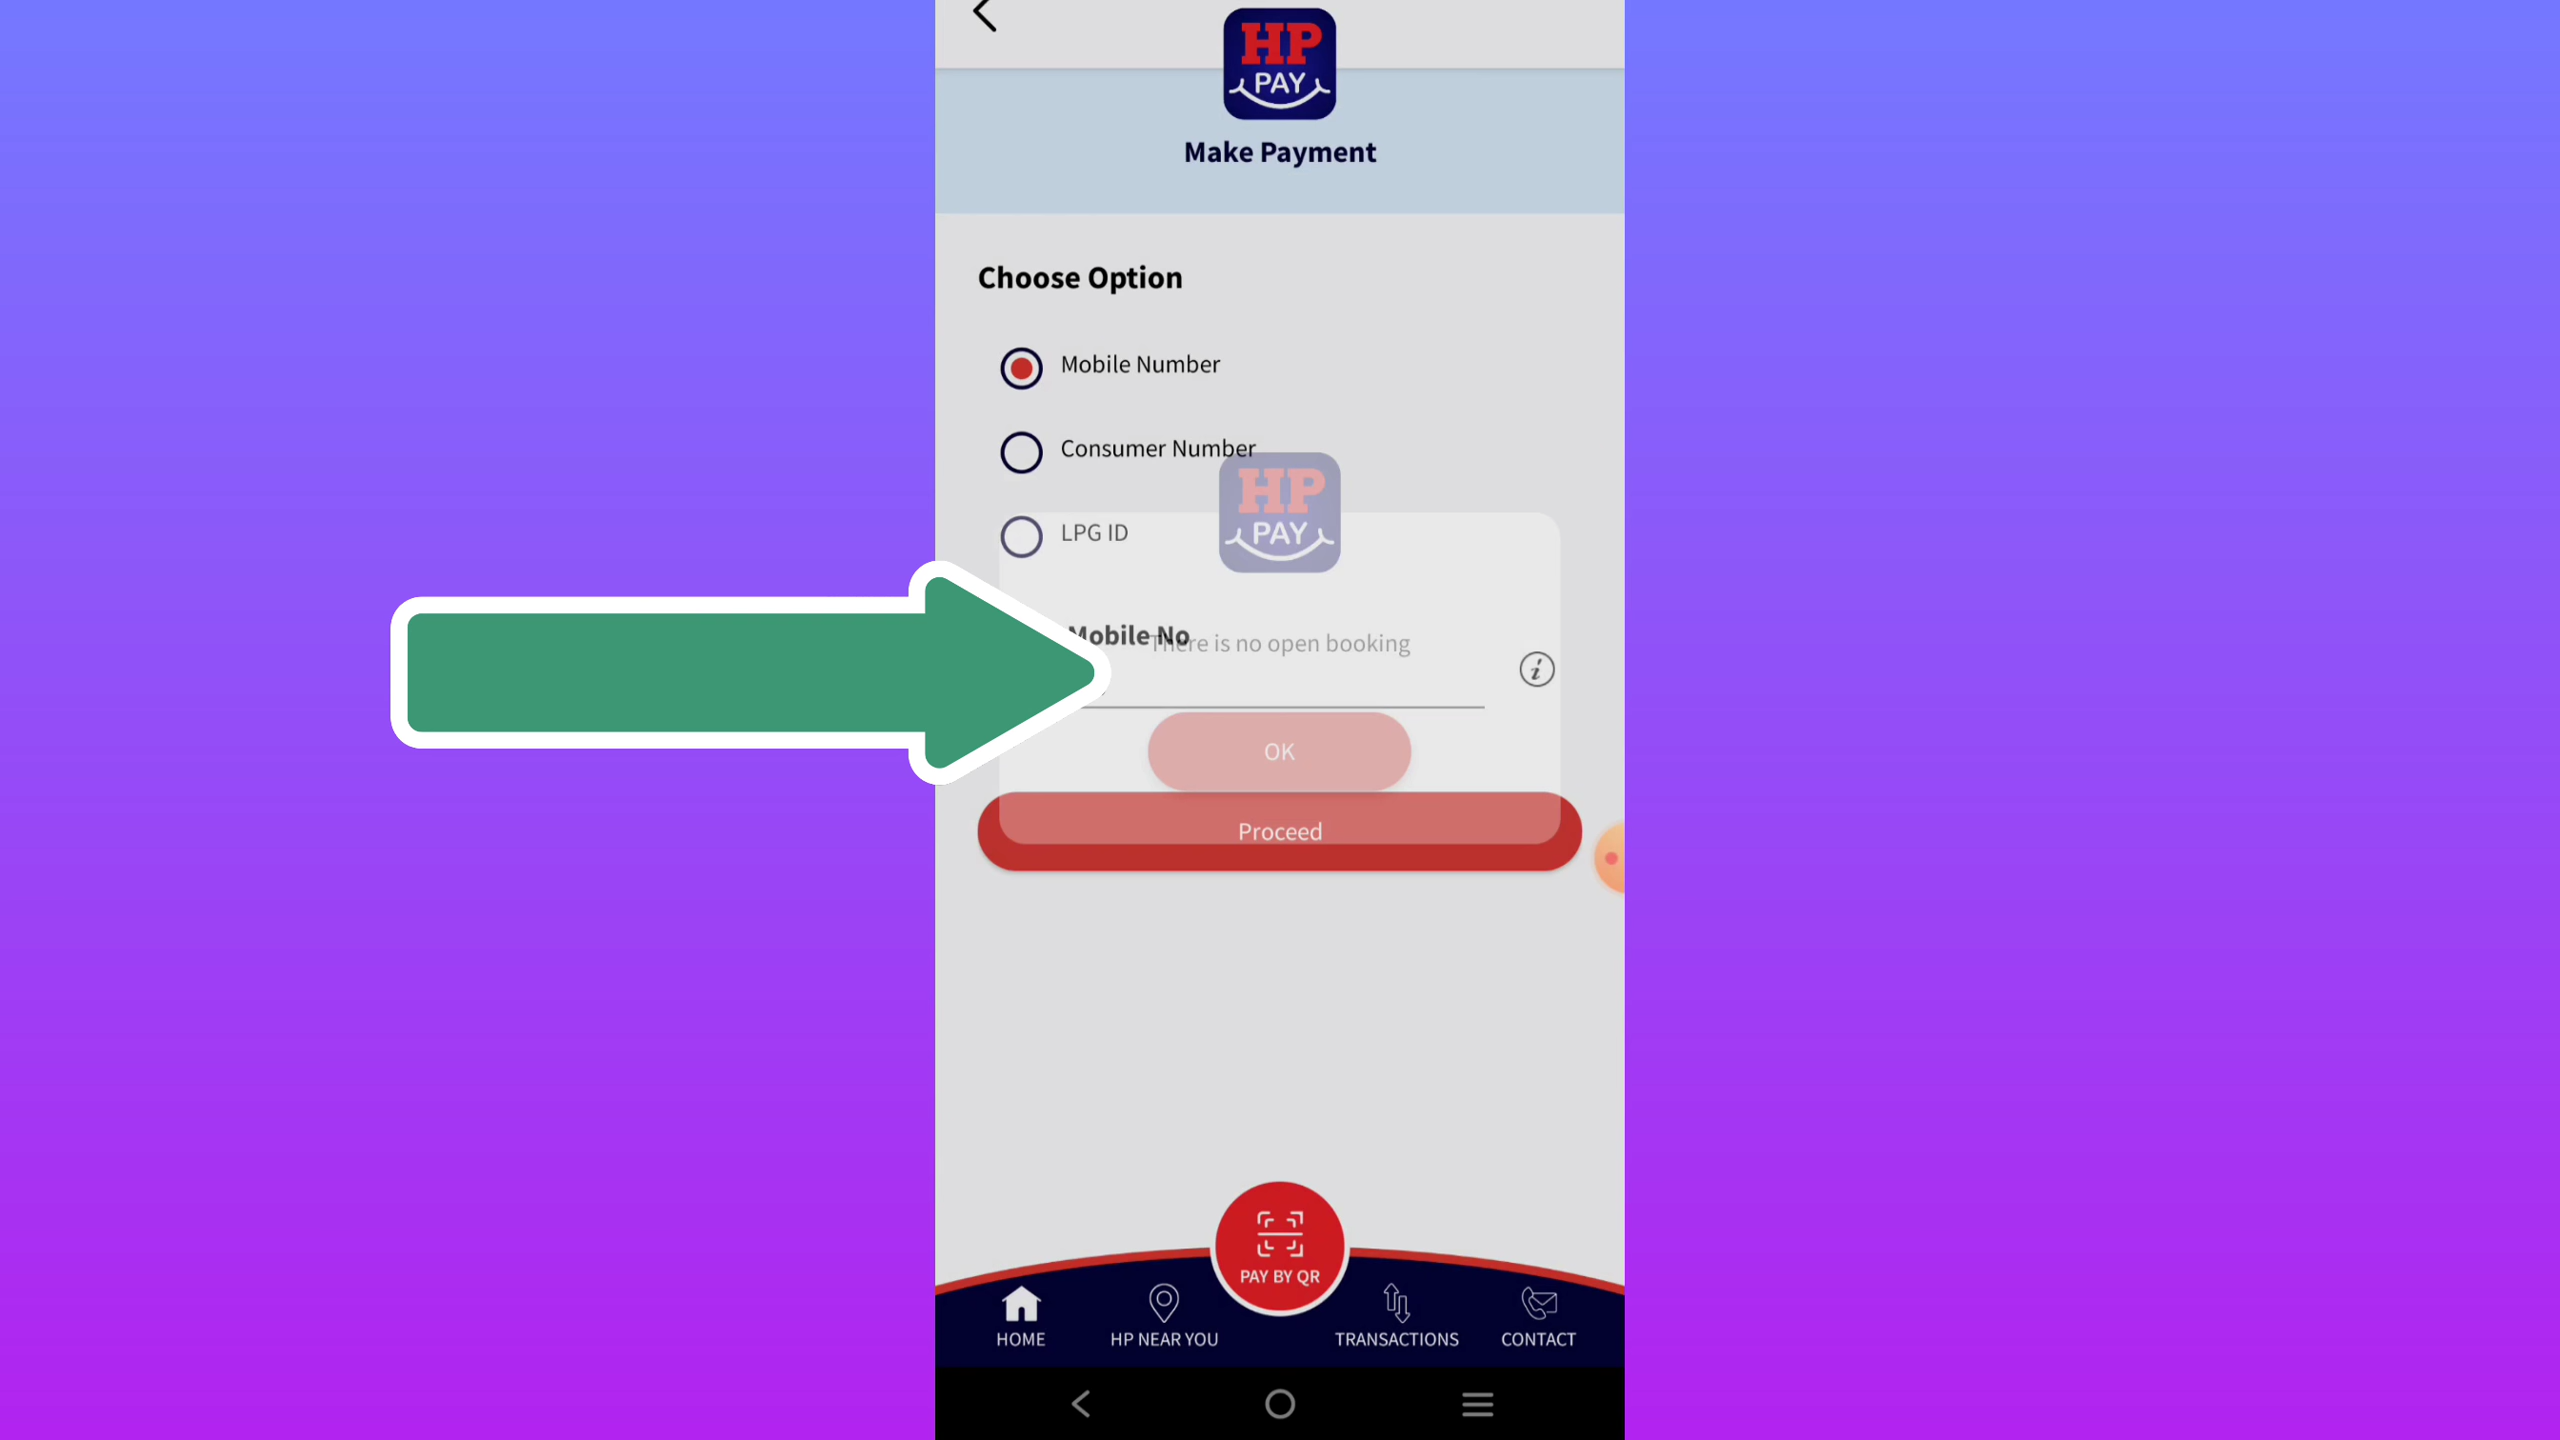 HP
PAY
Make Payment
Choose Option
Mobile Number
Consumer Number
HP
PAY
LPG ID
Mobile No
There is no open booking
OK
Proceed
PAY BY QR
HOME
HP NEAR YOU
TRANSACTIONS
CONTACT